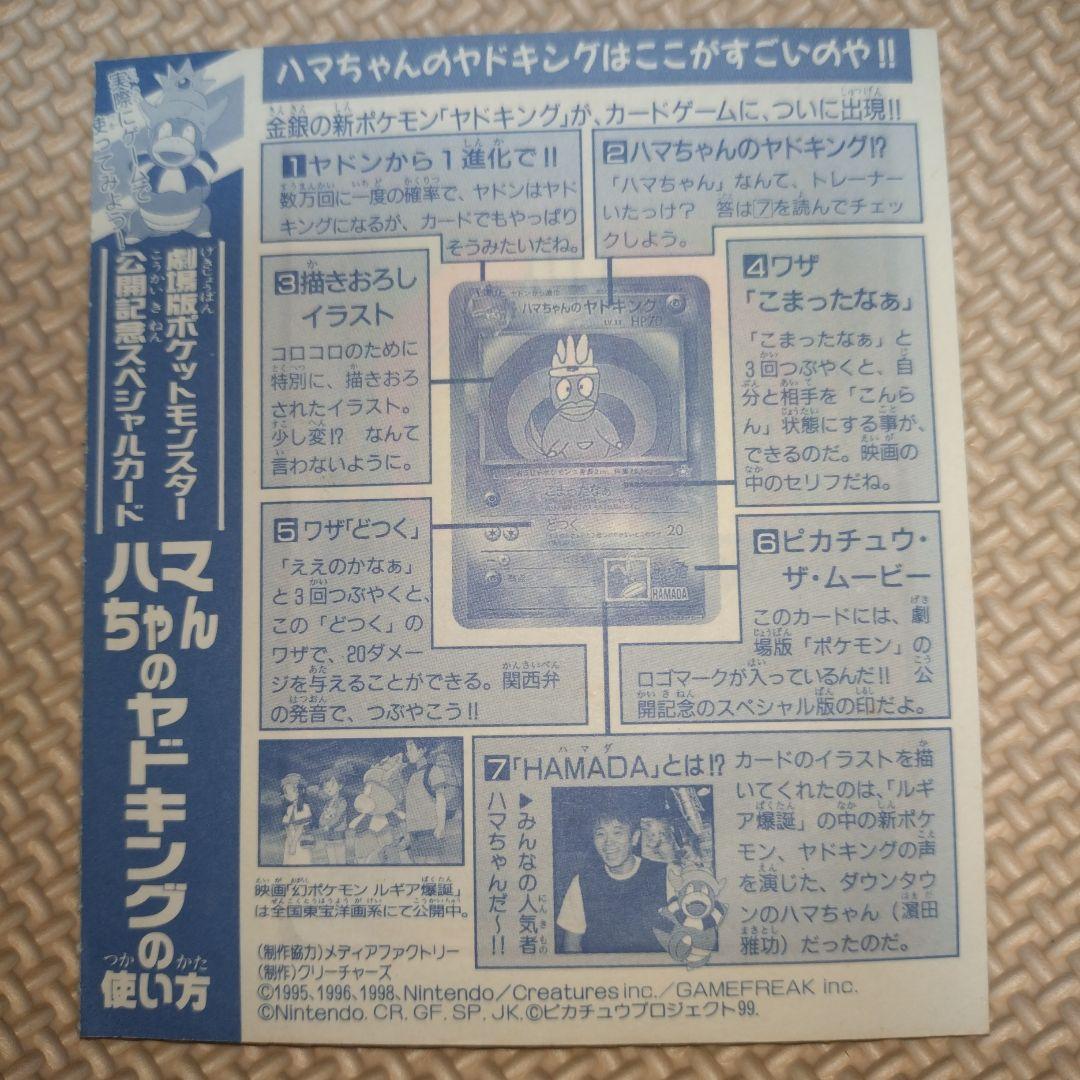 ハマちゃんのヤドキングはここがすごいのや!!
実際にゲームで
使ってみよう!
劇場版ポケットモンスター
公開記念スペシャルカード
ハマちゃんのヤドキングの使い方
金銀の新ポケモン「ヤドキング」が、カードゲームに、ついに出現!!
1 ヤドンから1進化で!!
数万回に一度の確率で、ヤドンはヤド
キングになるが、カードでもやっぱり
そうみたいだね。
2 ハマちゃんのヤドキング!?
「ハマちゃん」なんて、トレーナー
いたっけ? 答は7を読んでチェッ
クしよう。
3 描きおろし
イラスト
コロコロのために
特別に、描きおろ
されたイラスト。
少し変!? なんて
言わないように。
4 ワザ
「こまったなぁ」
「こまったなぁ」と
3回つぶやくと、自
分と相手を「こんら
ん」状態にする事が、
できるのだ。映画の
中のセリフだね。
ヤドンから進化
ハマちゃんのヤドキング
HP70
こまったなぁ
どつく
20
弱点
HAMADA
5 ワザ「どつく」
「ええのかなぁ」
と3回つぶやくと、
この「どつく」の
ワザで、20ダメー
ジを与えることができる。関西弁
の発音で、つぶやこう!!
6 ピカチュウ・
ザ・ムービー
このカードには、劇
場版「ポケモン」の
ロゴマークが入っているんだ!! 公
開記念のスペシャル版の印だよ。
7 「HAMADA」とは!?
▶みんなの人気者
ハマちゃんだ〜!!
カードのイラストを描
いてくれたのは、「ルギ
ア爆誕」の中の新ポケ
モン、ヤドキングの声
を演じた、ダウンタウ
ンのハマちゃん（濱田
雅功）だったのだ。
映画「幻ポケモン ルギア爆誕」
は全国東宝洋画系にて公開中。
（制作協力）メディアファクトリー
（制作）クリーチャーズ
©1995、1996、1998、Nintendo／Creatures inc.／GAMEFREAK inc.
©Nintendo. CR. GF. SP. JK. ©ピカチュウプロジェクト99.